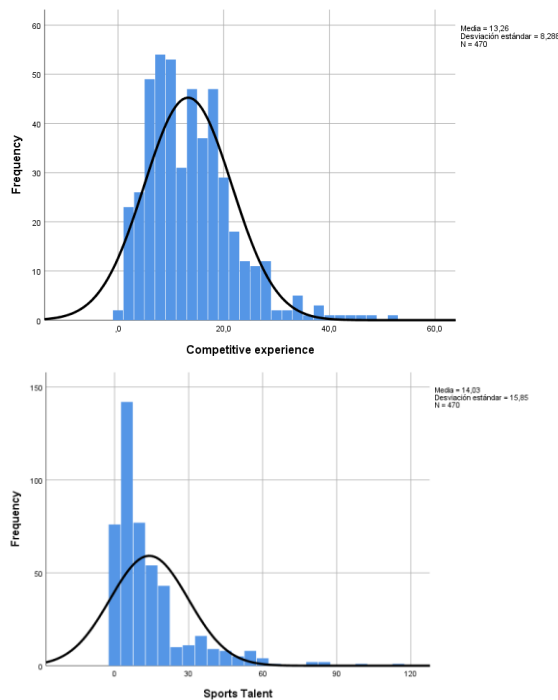 Media = 13,26
Desviación estándar = 8,288
N = 470
60
50
40
30
20
10
0
Frequency
,0 20,0 40,0 60,0
Competitive experience
Media = 14,03
Desviación estándar = 15,85
N = 470
150
100
50
0
Frequency
0 30 60 90 120
Sports Talent